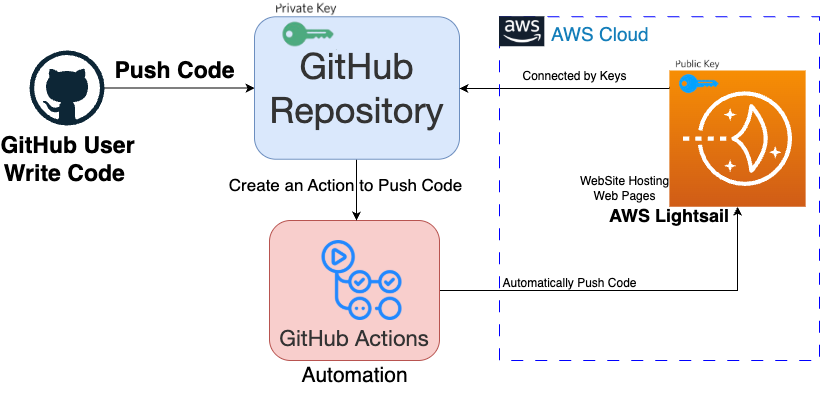 Private Key
GitHub
Repository
Push Code
GitHub User
Write Code
Create an Action to Push Code
GitHub Actions
Automation
aws
AWS Cloud
Connected by Keys
Public Key
WebSite Hosting
Web Pages
AWS Lightsail
Automatically Push Code